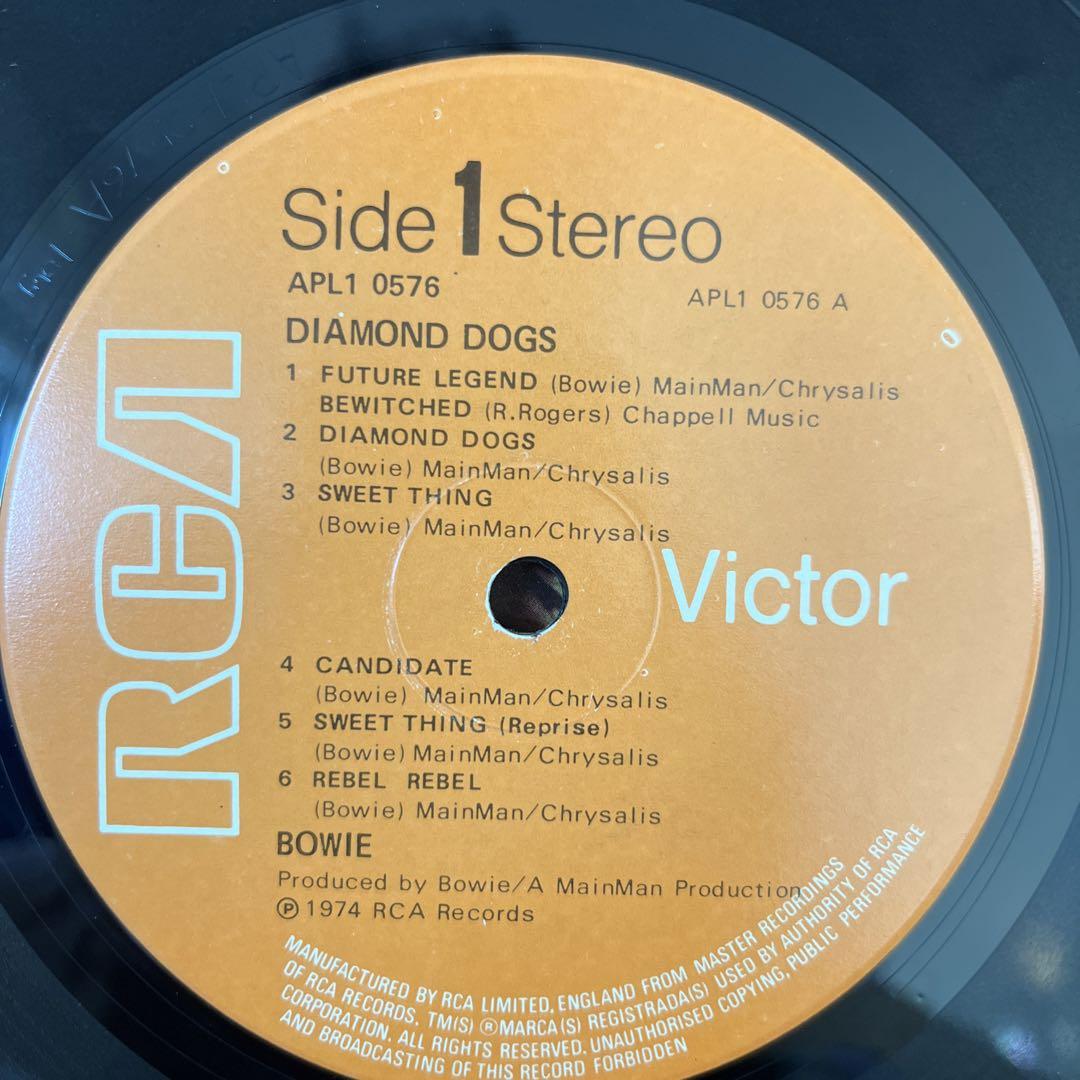 Side 1 Stereo
APL1 0576
APL1 0576 A
DIAMOND DOGS
1 FUTURE LEGEND (Bowie) MainMan/Chrysalis
BEWITCHED (R.Rogers) Chappell Music
2 DIAMOND DOGS
(Bowie) MainMan/Chrysalis
3 SWEET THING
(Bowie) MainMan/Chrysalis
RCA
Victor
4 CANDIDATE
(Bowie) MainMan/Chrysalis
5 SWEET THING (Reprise)
(Bowie) MainMan/Chrysalis
6 REBEL REBEL
(Bowie) MainMan/Chrysalis
BOWIE
Produced by Bowie/A MainMan Production
℗ 1974 RCA Records
MANUFACTURED BY RCA LIMITED, ENGLAND FROM MASTER RECORDINGS
OF RCA RECORDS. TM(S) ® MARCA(S) REGISTRADA(S) USED BY AUTHORITY OF RCA
CORPORATION. ALL RIGHTS RESERVED. UNAUTHORISED COPYING, PUBLIC PERFORMANCE
AND BROADCASTING OF THIS RECORD FORBIDDEN